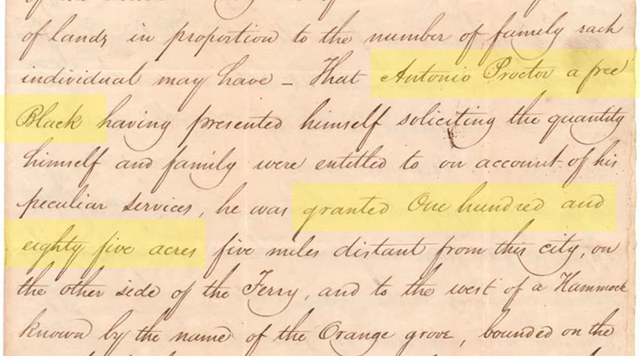 of lands in proportion to the number of family each
individual may have – That Antonio Proctor a free
Black having presented himself soliciting the quantity
himself and family were entitled to on account of his
peculiar services, he was granted One hundred and
eighty five acres five miles distant from this city, on
the other side of the Ferry, and to the west of a Hammock
known by the name of the Orange grove, bounded on the